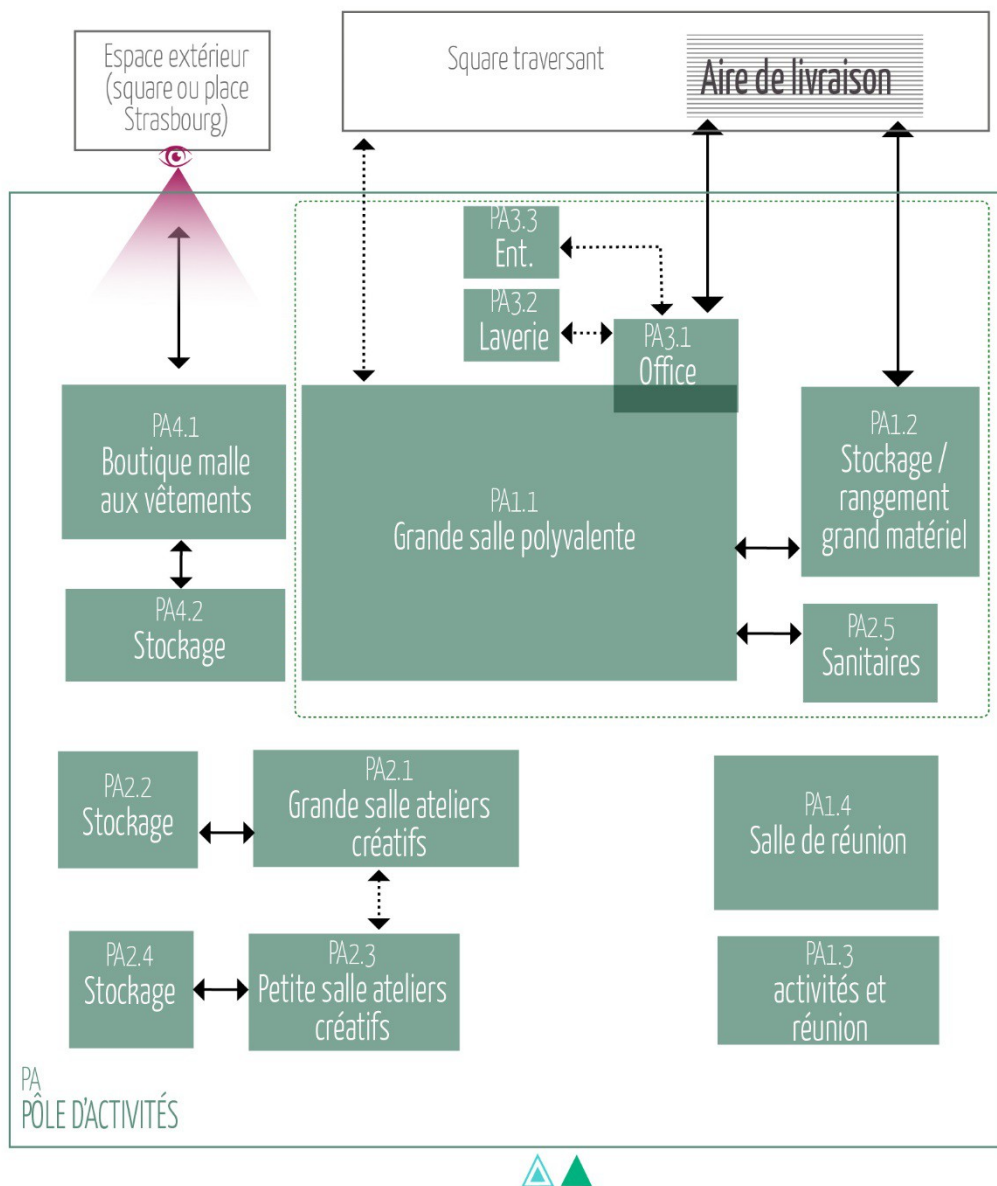 Espace extérieur
(square ou place
Strasbourg)
Square traversant
Aire de livraison
PA3.3
Ent.
PA3.2
Laverie
PA3.1
Office
PA4.1
Boutique malle
aux vêtements
PA1.1
Grande salle polyvalente
PA1.2
Stockage /
rangement
grand matériel
PA4.2
Stockage
PA2.5
Sanitaires
PA2.2
Stockage
PA2.1
Grande salle ateliers
créatifs
PA1.4
Salle de réunion
PA2.4
Stockage
PA2.3
Petite salle ateliers
créatifs
PA1.3
activités et
réunion
PA
PÔLE D'ACTIVITÉS